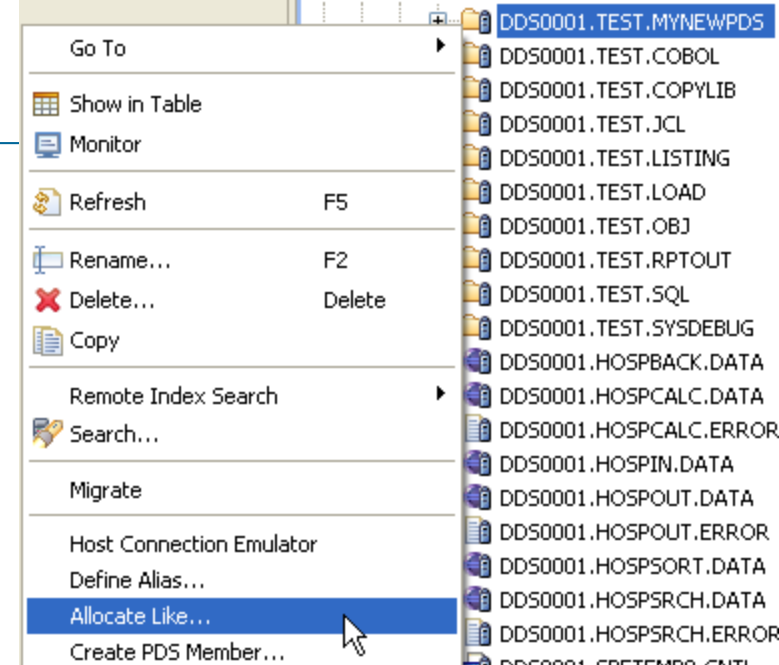 Go To
Show in Table
Monitor
Refresh F5
Rename... F2
Delete... Delete
Copy
Remote Index Search
Search...
Migrate
Host Connection Emulator
Define Alias...
Allocate Like...
Create PDS Member...
DDS0001.TEST.MYNEWPDS
DDS0001.TEST.COBOL
DDS0001.TEST.COPYLIB
DDS0001.TEST.JCL
DDS0001.TEST.LISTING
DDS0001.TEST.LOAD
DDS0001.TEST.OBJ
DDS0001.TEST.RPTOUT
DDS0001.TEST.SQL
DDS0001.TEST.SYSDEBUG
DDS0001.HOSPBACK.DATA
DDS0001.HOSPCALC.DATA
DDS0001.HOSPCALC.ERROR
DDS0001.HOSPIN.DATA
DDS0001.HOSPOUT.DATA
DDS0001.HOSPOUT.ERROR
DDS0001.HOSPSORT.DATA
DDS0001.HOSPSRCH.DATA
DDS0001.HOSPSRCH.ERROR